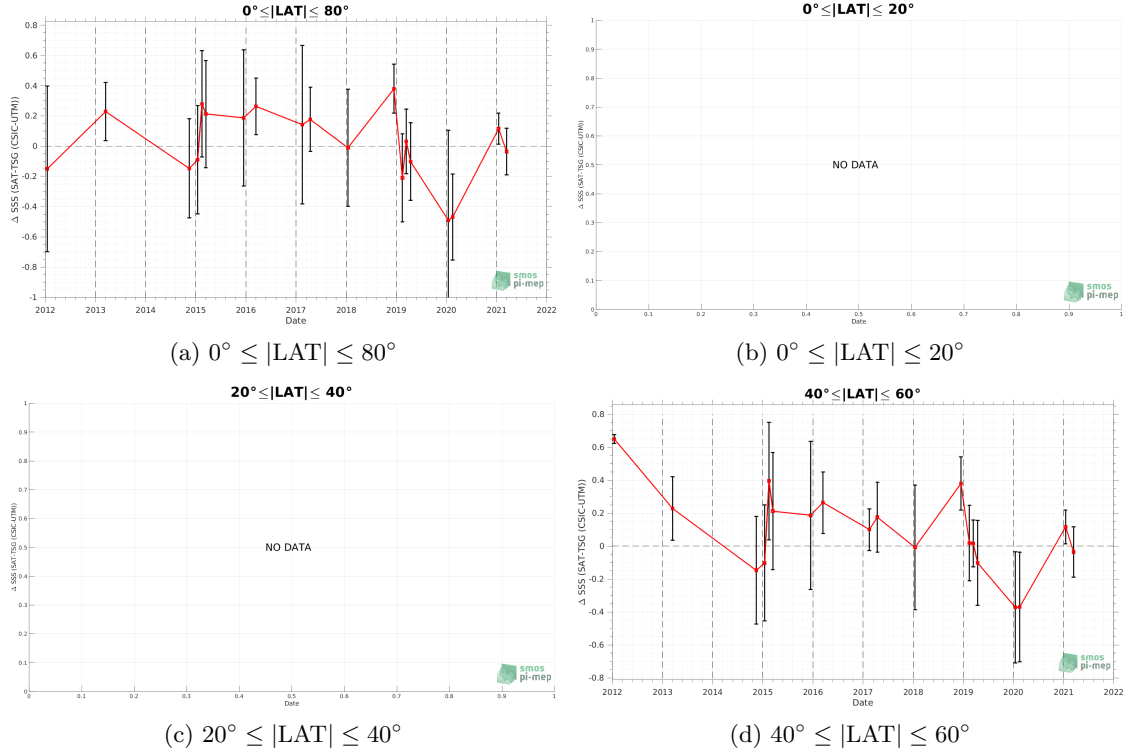 0°≤|LAT|≤ 80°
Δ SSS (SAT-TSG (CSIC-UTM))
0.8
0.6
0.4
0.2
0
-0.2
-0.4
-0.6
-0.8
-1
2012 2013 2014 2015 2016 2017 2018 2019 2020 2021 2022
Date
smos
pi-mep
(a) 0° ≤ |LAT| ≤ 80°
0°≤|LAT|≤ 20°
Δ SSS (SAT-TSG (CSIC-UTM))
1
0.9
0.8
0.7
0.6
0.5
0.4
0.3
0.2
0.1
0
NO DATA
0 0.1 0.2 0.3 0.4 0.5 0.6 0.7 0.8 0.9 1
Date
smos
pi-mep
(b) 0° ≤ |LAT| ≤ 20°
20°≤|LAT|≤ 40°
Δ SSS (SAT-TSG (CSIC-UTM))
1
0.9
0.8
0.7
0.6
0.5
0.4
0.3
0.2
0.1
0
NO DATA
0 0.1 0.2 0.3 0.4 0.5 0.6 0.7 0.8 0.9 1
Date
smos
pi-mep
(c) 20° ≤ |LAT| ≤ 40°
40°≤|LAT|≤ 60°
Δ SSS (SAT-TSG (CSIC-UTM))
0.8
0.6
0.4
0.2
0
-0.2
-0.4
-0.6
-0.8
2012 2013 2014 2015 2016 2017 2018 2019 2020 2021 2022
Date
smos
pi-mep
(d) 40° ≤ |LAT| ≤ 60°